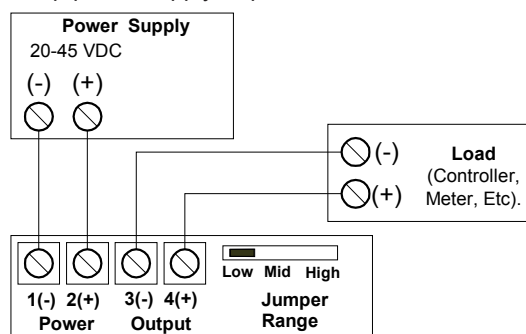 Power Supply
20-45 VDC
(-) (+)
(-)
Load
(Controller,
(+)
Meter, Etc).
Low Mid High
1(-) 2(+) 3(-) 4(+)
Jumper
Power Output
Range